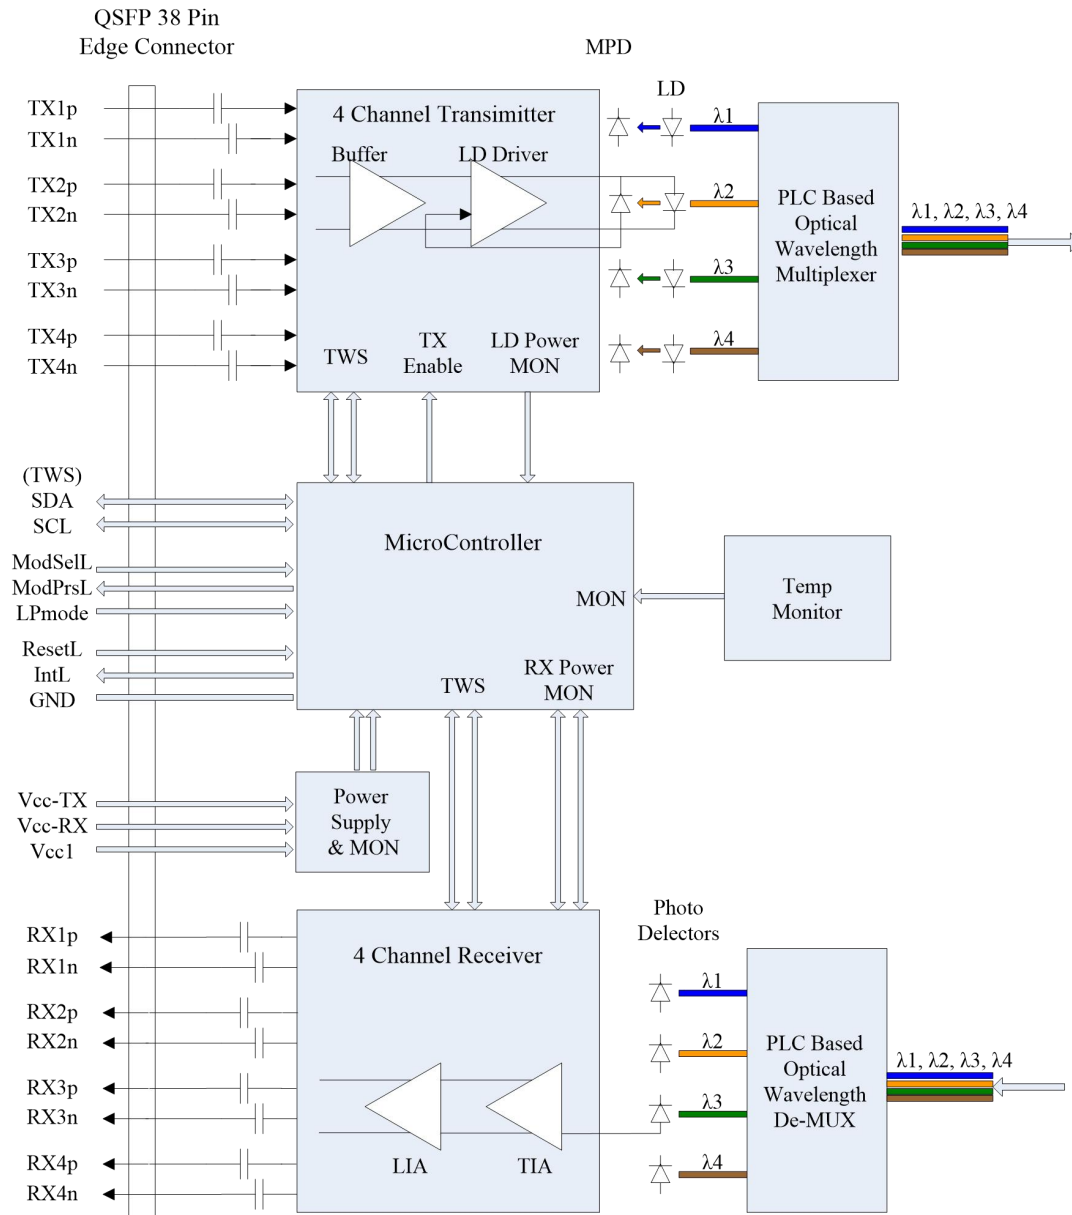 QSFP 38 Pin
Edge Connector
MPD
LD
TX1p
TX1n
TX2p
TX2n
TX3p
TX3n
TX4p
TX4n
4 Channel Transimitter
Buffer
LD Driver
TWS
TX
Enable
LD Power
MON
λ1
λ2
λ3
λ4
PLC Based
Optical
Wavelength
Multiplexer
λ1, λ2, λ3, λ4
(TWS)
SDA
SCL
ModSelL
ModPrsL
LPmode
ResetL
IntL
GND
MicroController
MON
TWS
RX Power
MON
Temp
Monitor
Vcc-TX
Vcc-RX
Vcc1
Power
Supply
& MON
RX1p
RX1n
RX2p
RX2n
RX3p
RX3n
RX4p
RX4n
4 Channel Receiver
LIA
TIA
Photo
Delectors
λ1
λ2
λ3
λ4
PLC Based
Optical
Wavelength
De-MUX
λ1, λ2, λ3, λ4